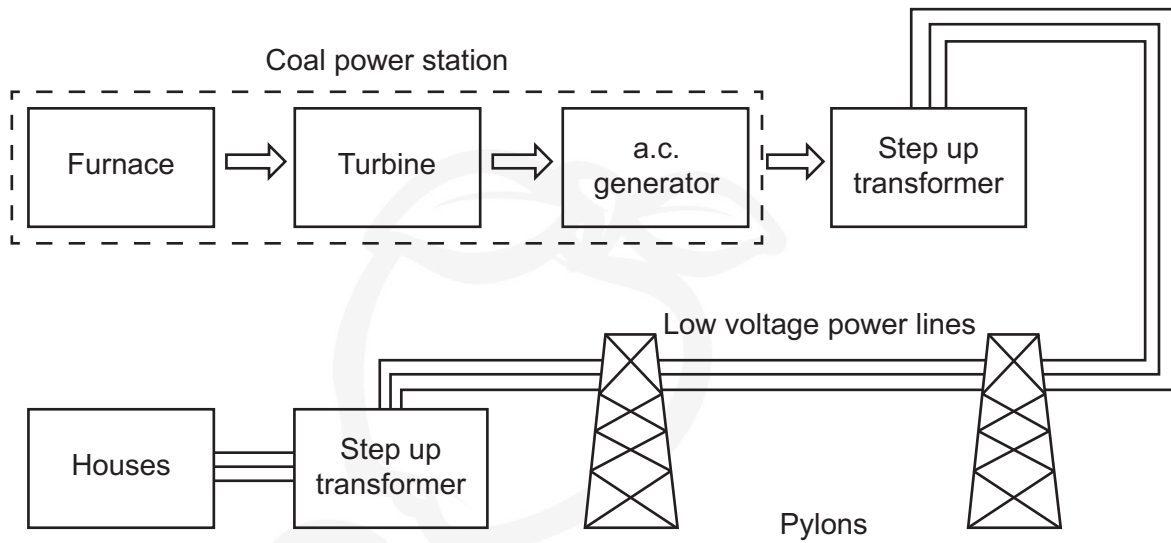 Coal power station
Furnace
Turbine
a.c.
generator
Step up
transformer
Low voltage power lines
Houses
Step up
transformer
Pylons